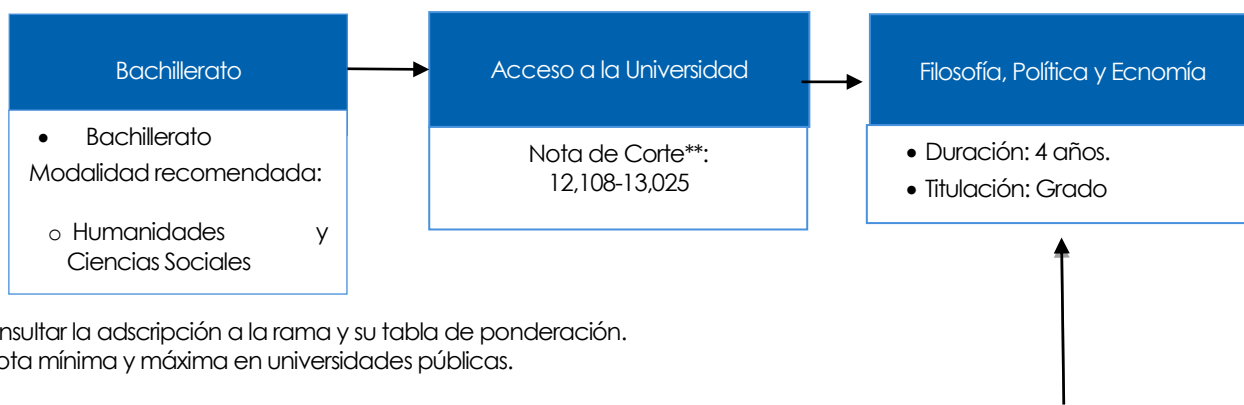 Bachillerato
Acceso a la Universidad
Filosofía, Política y Ecnomía
• Bachillerato
Modalidad recomendada:
o Humanidades y
Ciencias Sociales
Nota de Corte**:
12,108-13,025
• Duración: 4 años.
• Titulación: Grado
nsultar la adscripción a la rama y su tabla de ponderación.
ota mínima y máxima en universidades públicas.